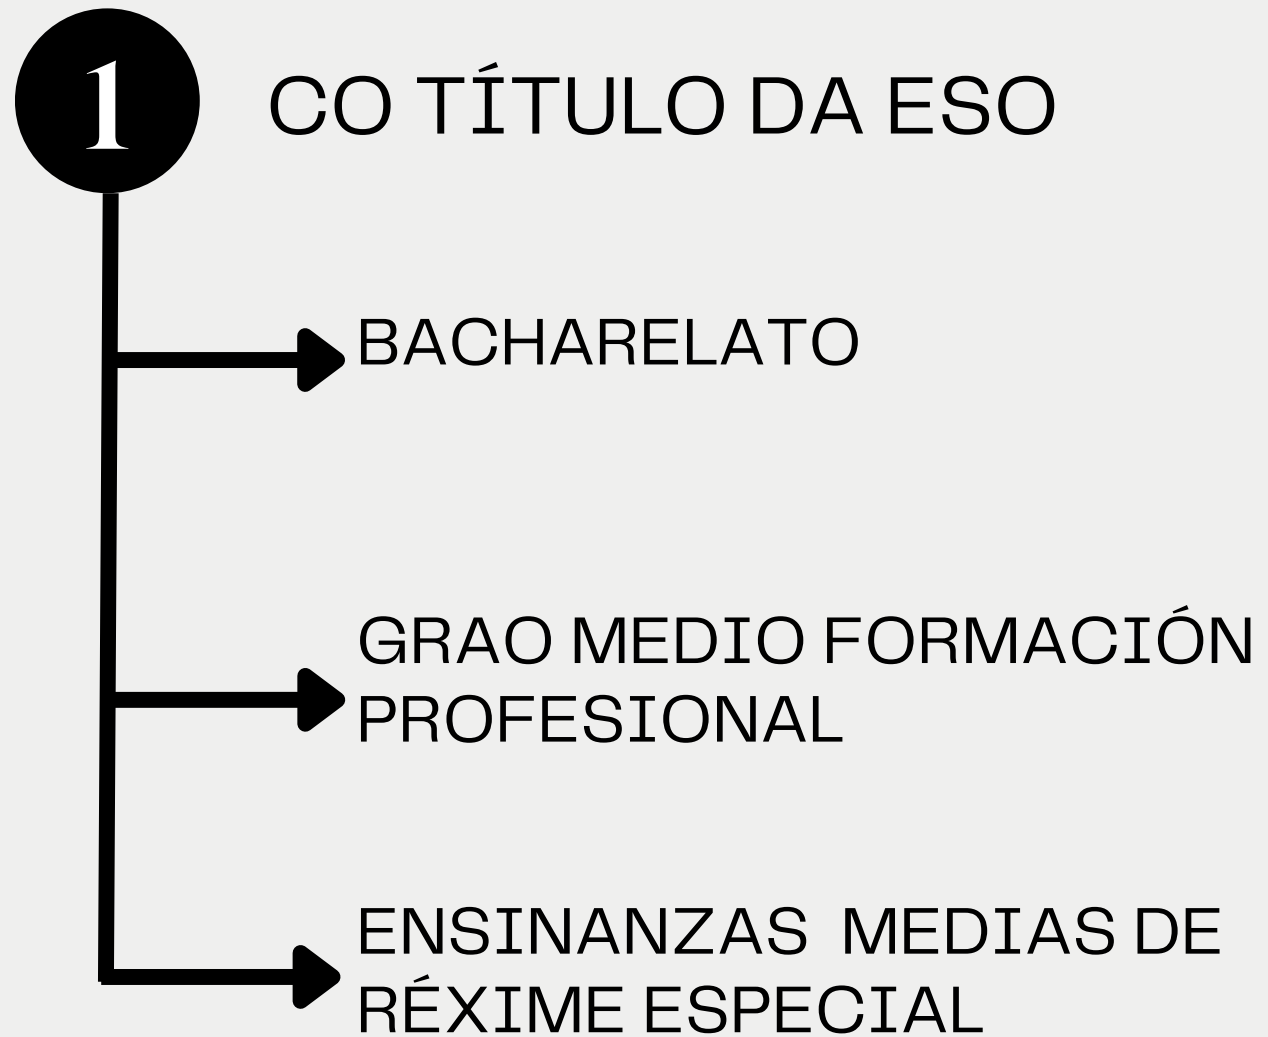 1
CO TÍTULO DA ESO
BACHARELATO
GRAO MEDIO FORMACIÓN
PROFESIONAL
ENSINANZAS MEDIAS DE
RÉXIME ESPECIAL